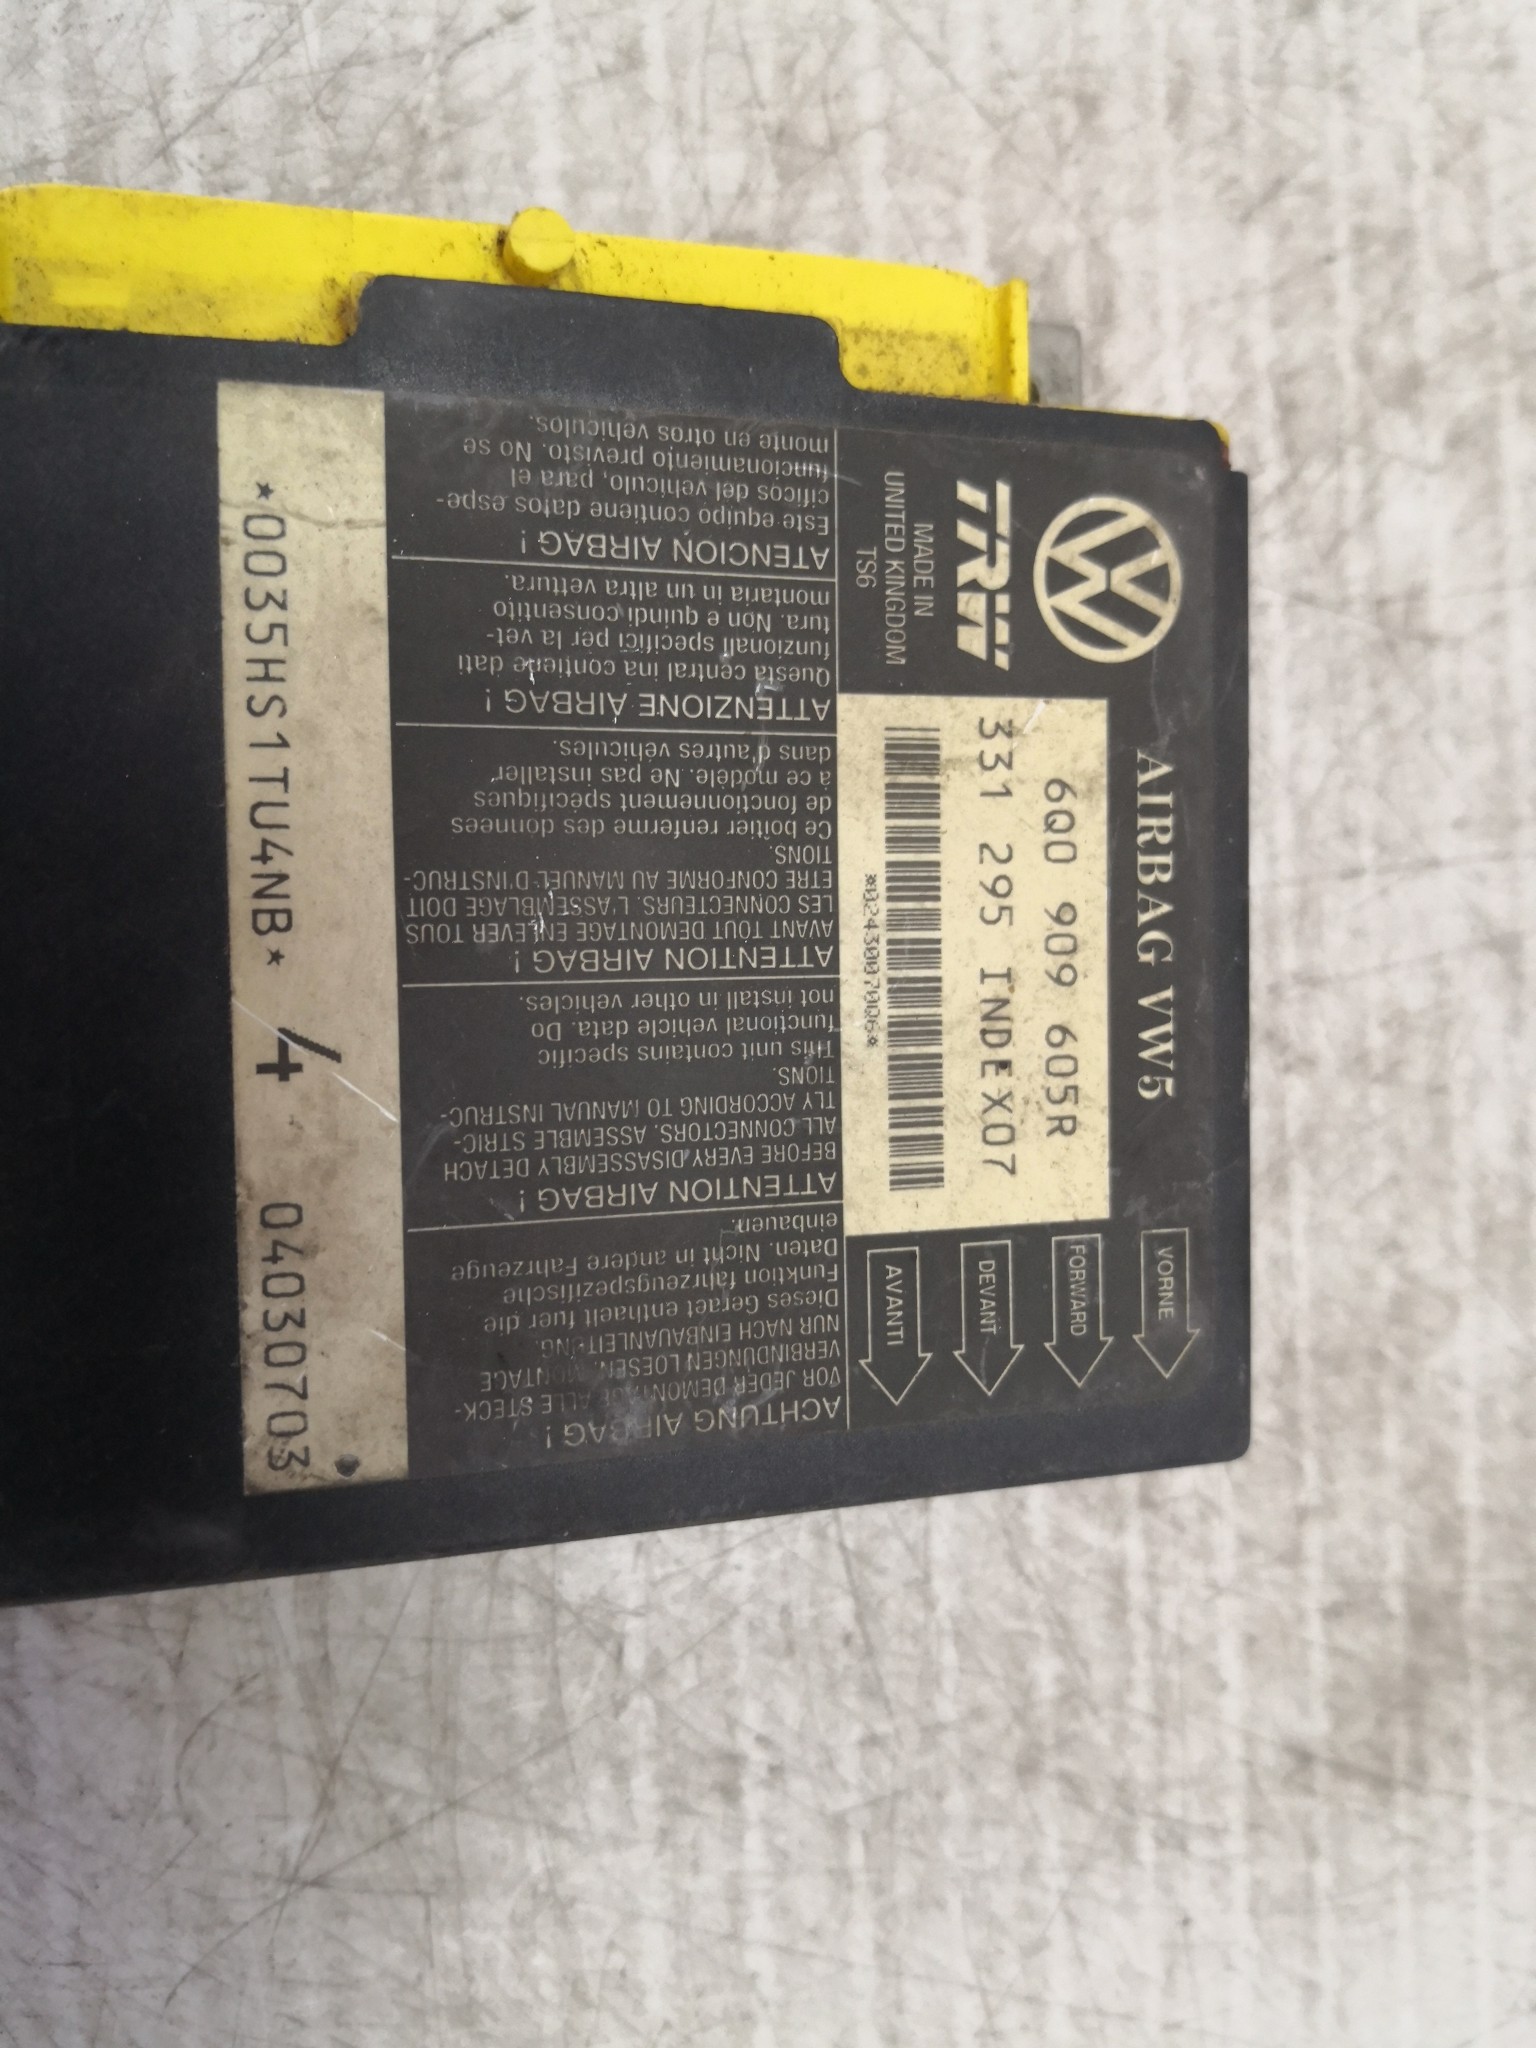 AIRBAG VW5
6Q0 909 605R
331 295 INDEX07
*02430070Q6*
TRW
MADE IN
UNITED KINGDOM
TS6
VORNE
FORWARD
DEVANT
AVANTI
ACHTUNG AIRBAG !
VOR JEDER DEMONTAGE ALLE STECK-
VERBINDUNGEN LOESEN. MONTAGE
NUR NACH EINBAUANLEITUNG.
Dieses Geraet enthaelt fuer die
Funktion fahrzeugspezifische
Daten. Nicht in andere Fahrzeuge
einbauen.
ATTENTION AIRBAG !
BEFORE EVERY DISASSEMBLY DETACH
ALL CONNECTORS. ASSEMBLE STRIC-
TLY ACCORDING TO MANUAL INSTRUC-
TIONS.
This unit contains specific
functional vehicle data. Do
not install in other vehicles.
ATTENTION AIRBAG !
AVANT TOUT DEMONTAGE ENLEVER TOUS
LES CONNECTEURS. L'ASSEMBLAGE DOIT
ETRE CONFORME AU MANUEL D'INSTRUC-
TIONS.
Ce boîtier renferme des donnees
de fonctionnement spécifiques
à ce modèle. Ne pas installer
dans d'autres véhicules.
ATTENZIONE AIRBAG !
Questa central ina contiene dati
funzionali specifici per la vet-
tura. Non e quindi consentito
montaria in un altra vettura.
ATENCION AIRBAG !
Este equipo contiene datos espe-
cificos del vehiculo, para el
funcionamiento previsto. No se
monte en otros vehiculos.
*0035HS1TU4NB* 4 04030703